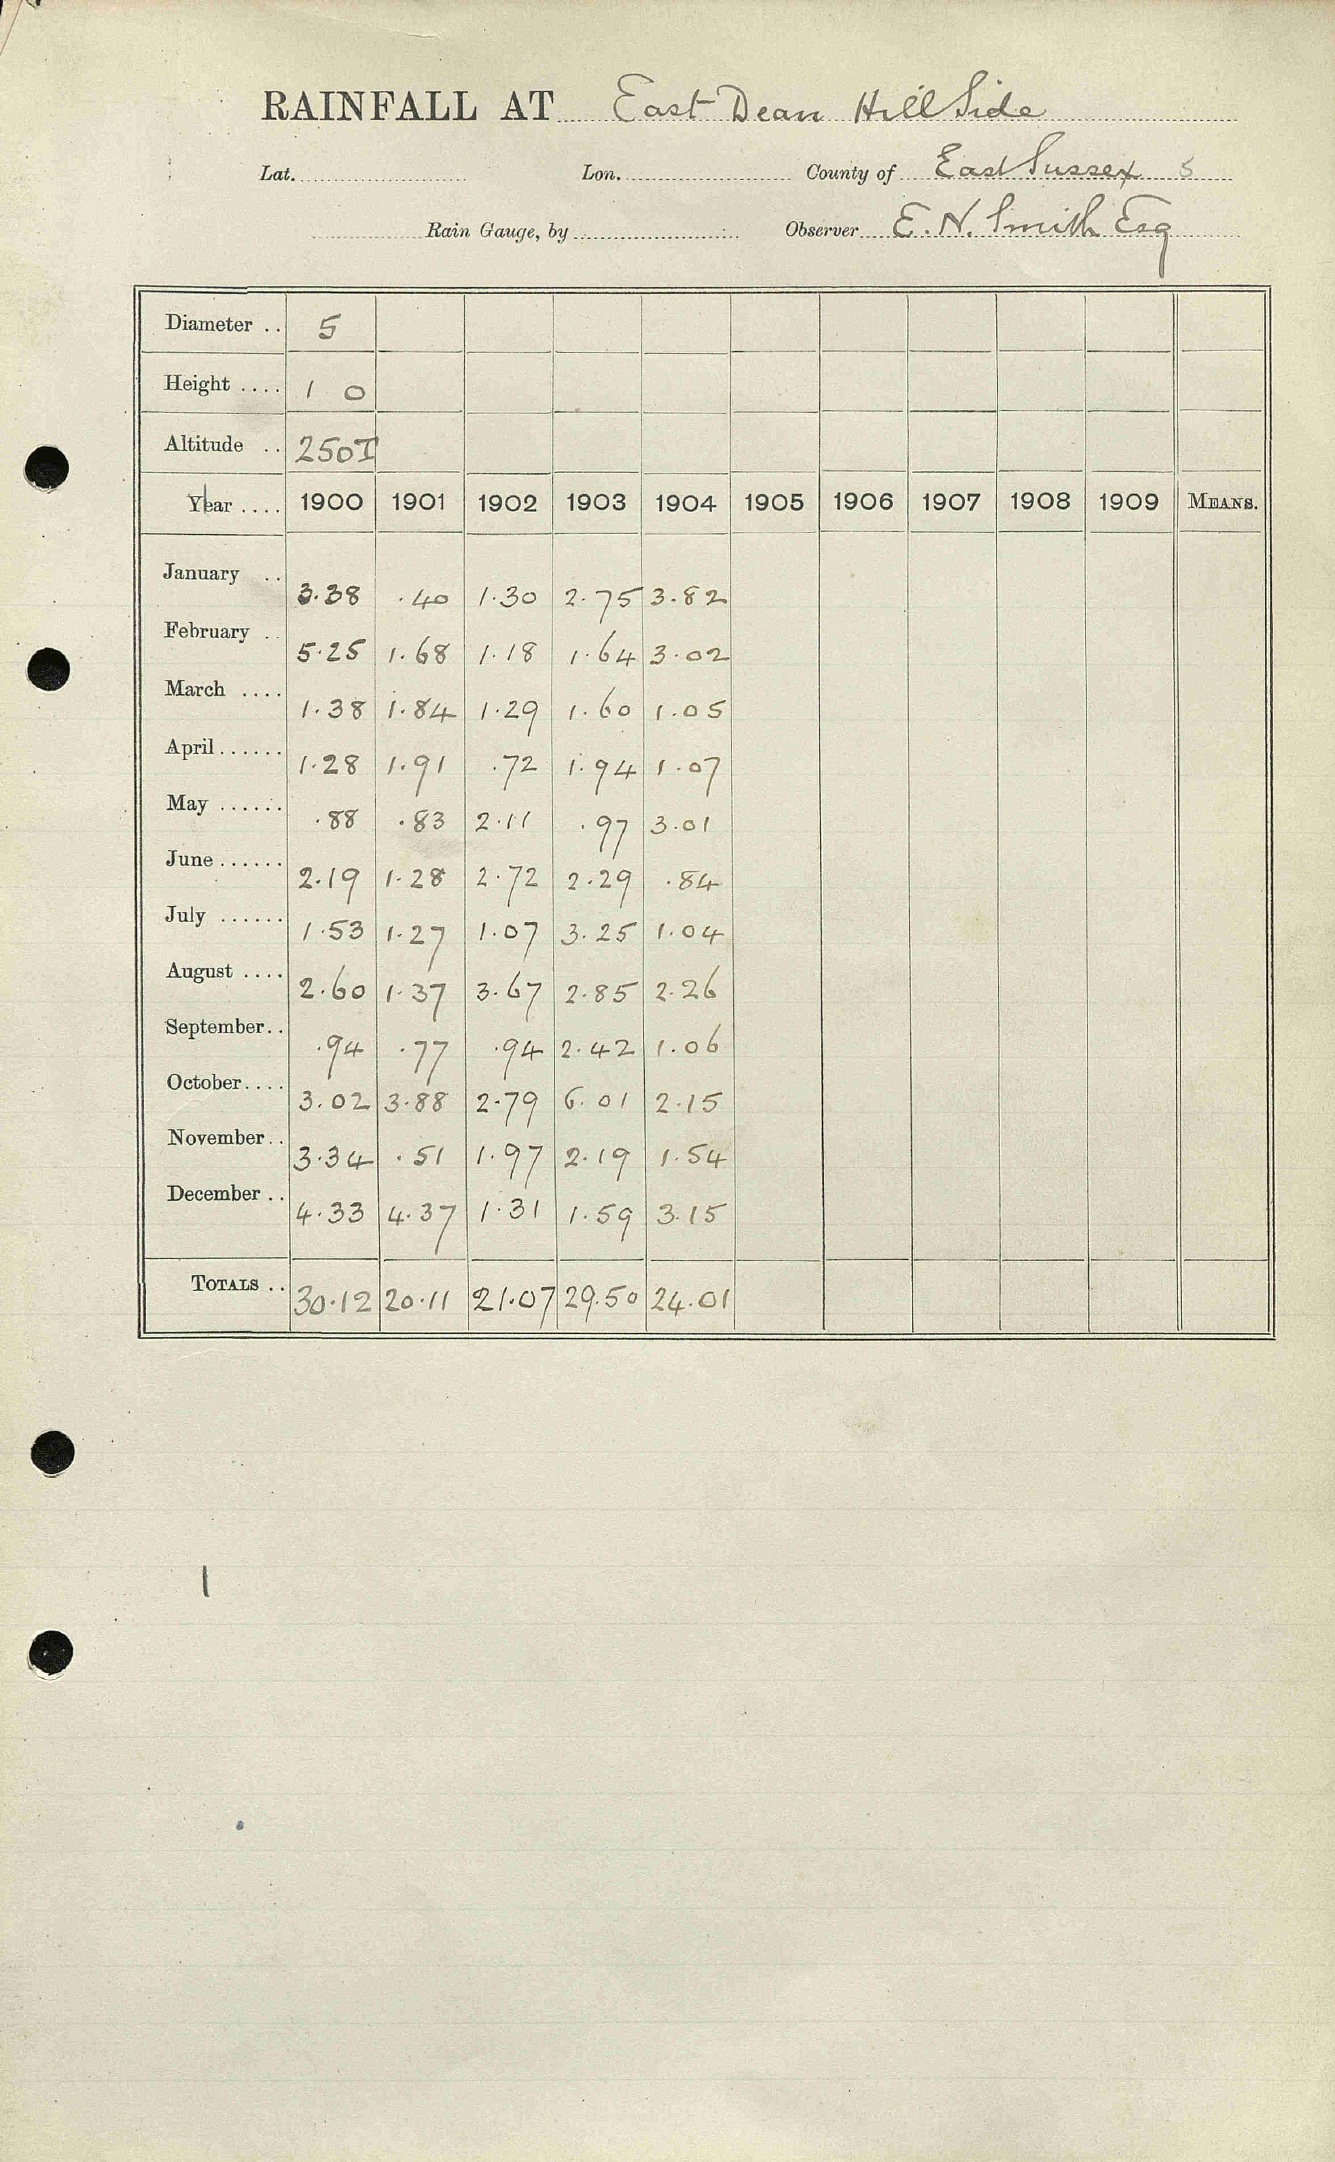 RAINFALL AT East Dean Hill Side
Lat. Lon. County of East Sussex 5
Rain Gauge, by Observer E. N. Smith Esq
Diameter .. 5
Height .... 1 0
Altitude .. 250T
Year .... 1900 1901 1902 1903 1904 1905 1906 1907 1908 1909 MEANS.
January .. 3.38 .40 1.30 2.75 3.82
February .. 5.25 1.68 1.18 1.64 3.02
March .... 1.38 1.84 1.29 1.60 1.05
April ...... 1.28 1.91 .72 1.94 1.07
May ...... .88 .83 2.11 .97 3.01
June ...... 2.19 1.28 2.72 2.29 .84
July ...... 1.53 1.27 1.07 3.25 1.04
August .... 2.60 1.37 3.67 2.85 2.26
September.. .94 .77 .94 2.42 1.06
October.... 3.02 3.88 2.79 6.01 2.15
November.. 3.34 .51 1.97 2.19 1.54
December .. 4.33 4.37 1.31 1.59 3.15
TOTALS .. 30.12 20.11 21.07 29.50 24.01